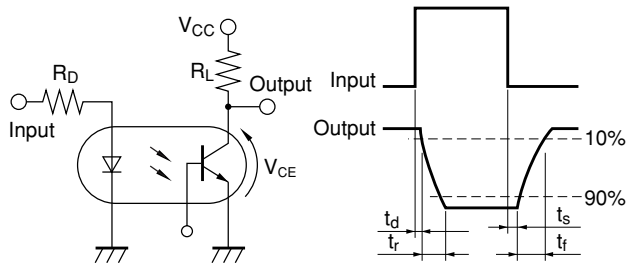 VCC
RD
RL
Output
Input
VCE
Input
Output
10%
90%
td
ts
tr
tf